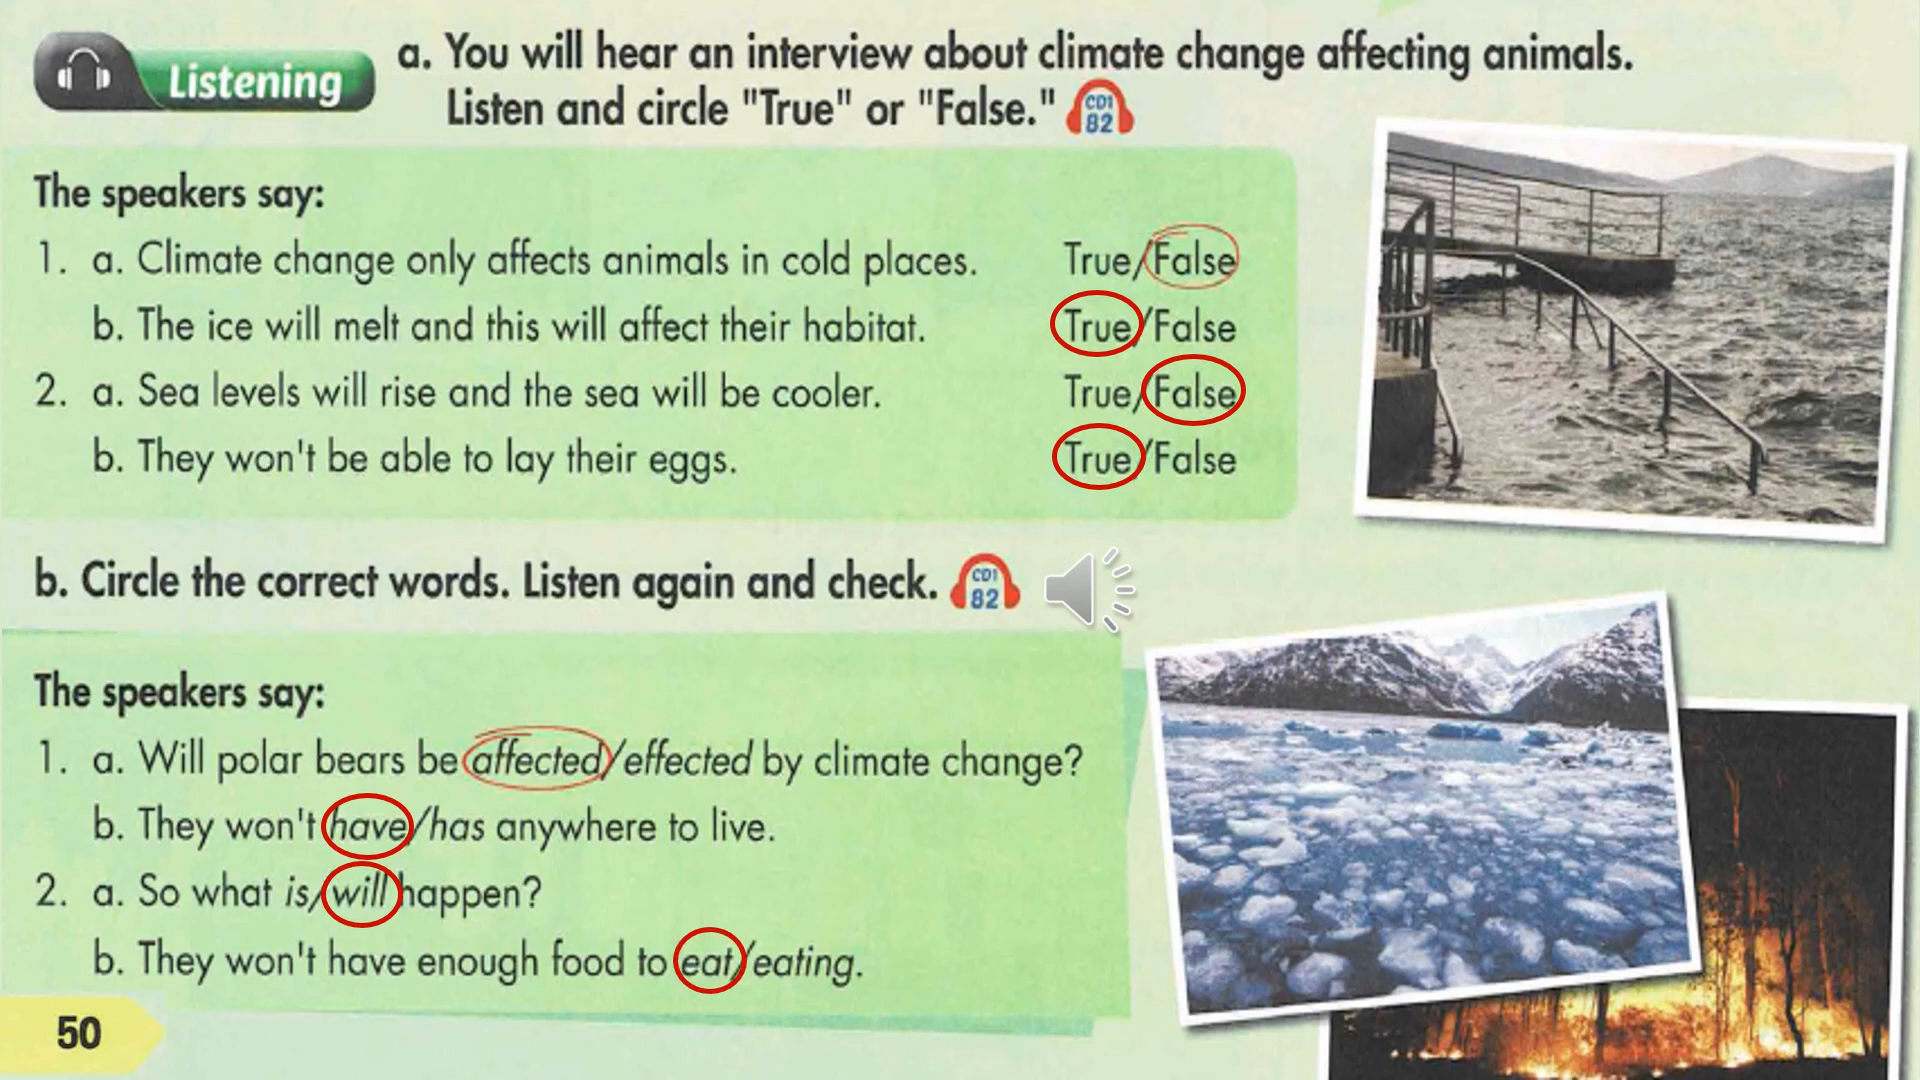 Listening
a. You will hear an interview about climate change affecting animals.
Listen and circle "True" or "False."
CD1
82
The speakers say:
1. a. Climate change only affects animals in cold places. True/False
b. The ice will melt and this will affect their habitat. True/False
2. a. Sea levels will rise and the sea will be cooler. True/False
b. They won't be able to lay their eggs. True/False
b. Circle the correct words. Listen again and check.
CD1
82
The speakers say:
1. a. Will polar bears be affected/effected by climate change?
b. They won't have/has anywhere to live.
2. a. So what is/will happen?
b. They won't have enough food to eat/eating.
50